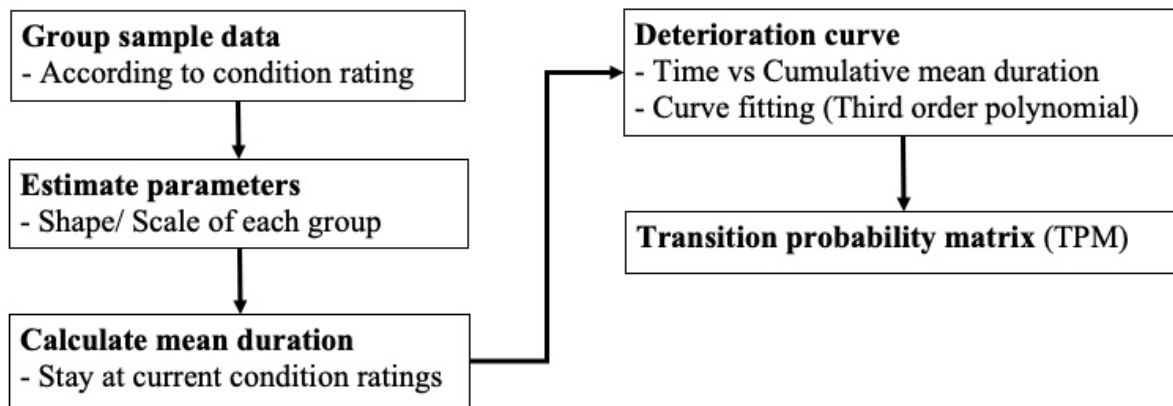 Group sample data
- According to condition rating
Estimate parameters
- Shape/ Scale of each group
Calculate mean duration
- Stay at current condition ratings
Deterioration curve
- Time vs Cumulative mean duration
- Curve fitting (Third order polynomial)
Transition probability matrix (TPM)